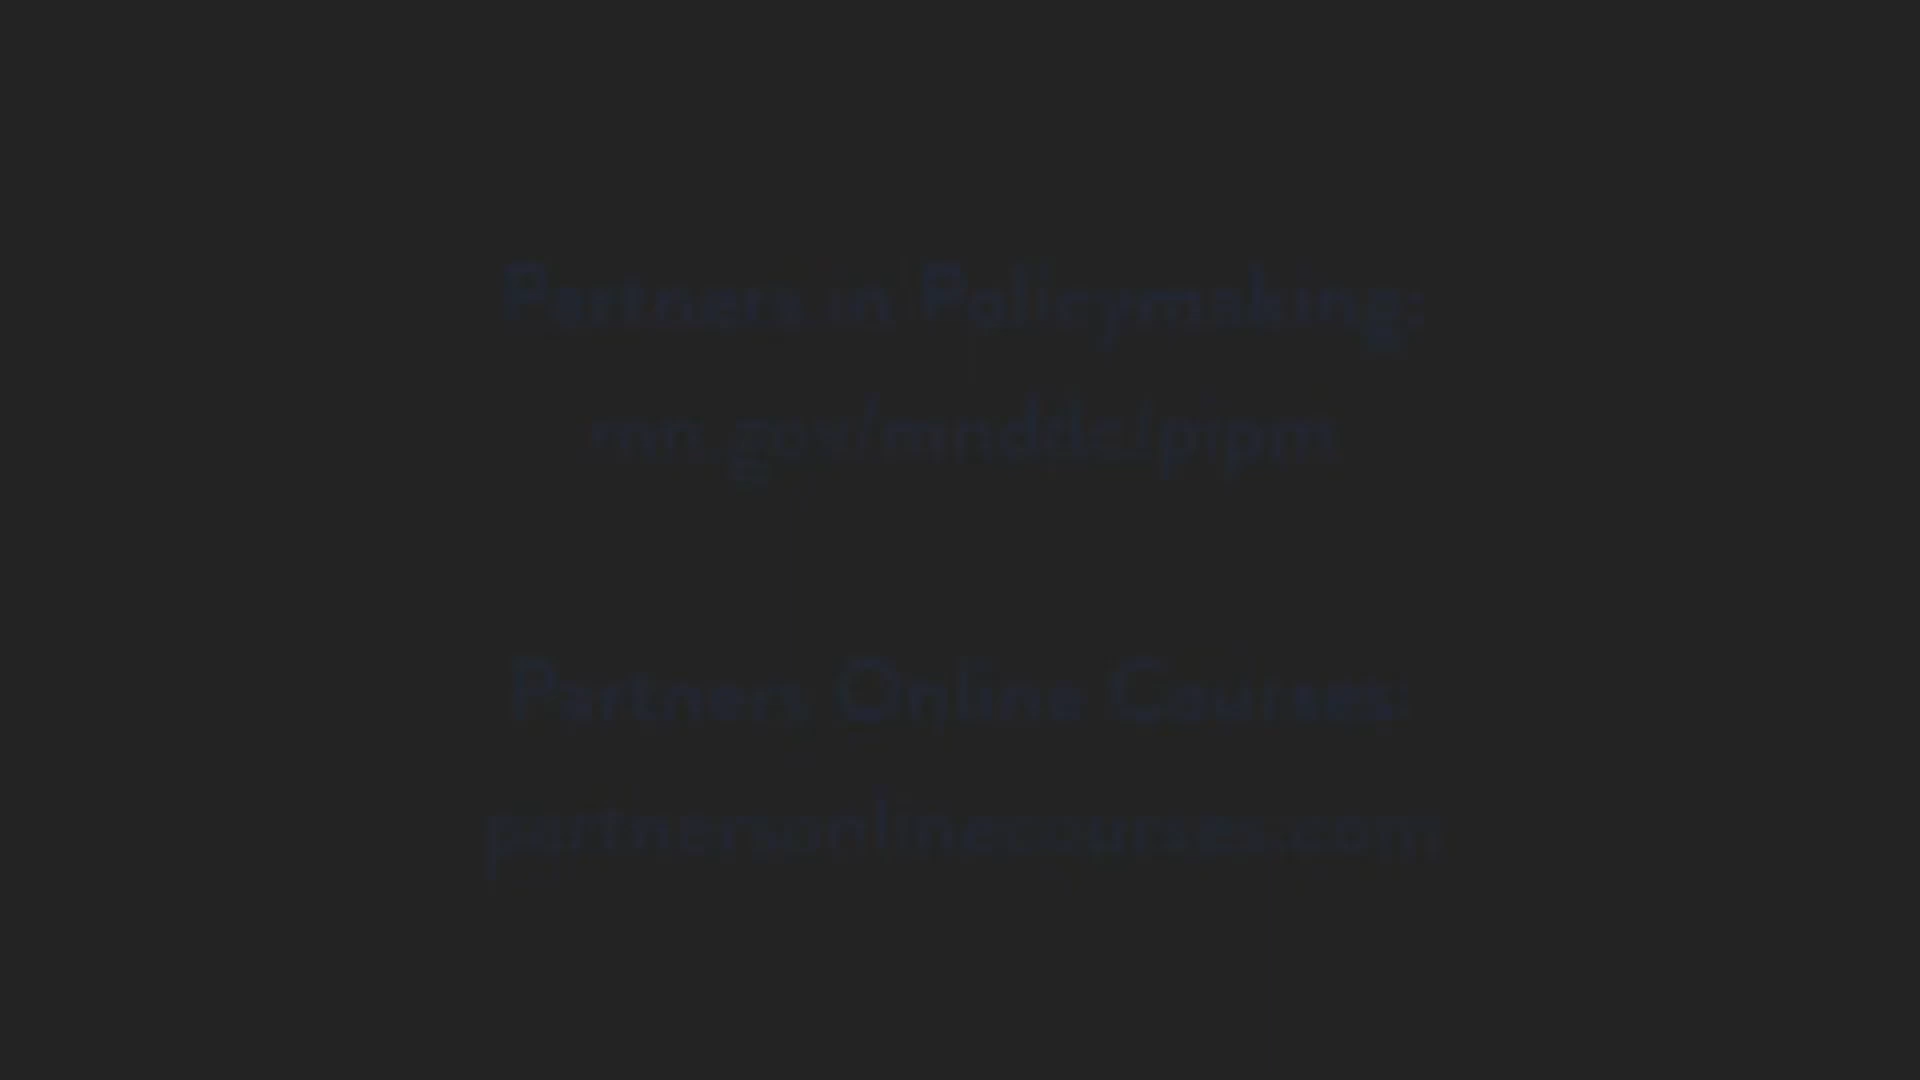 Partners in Policymaking:
mn.gov/mnddc/pipm
Partners Online Courses:
partnersonlinecourses.com